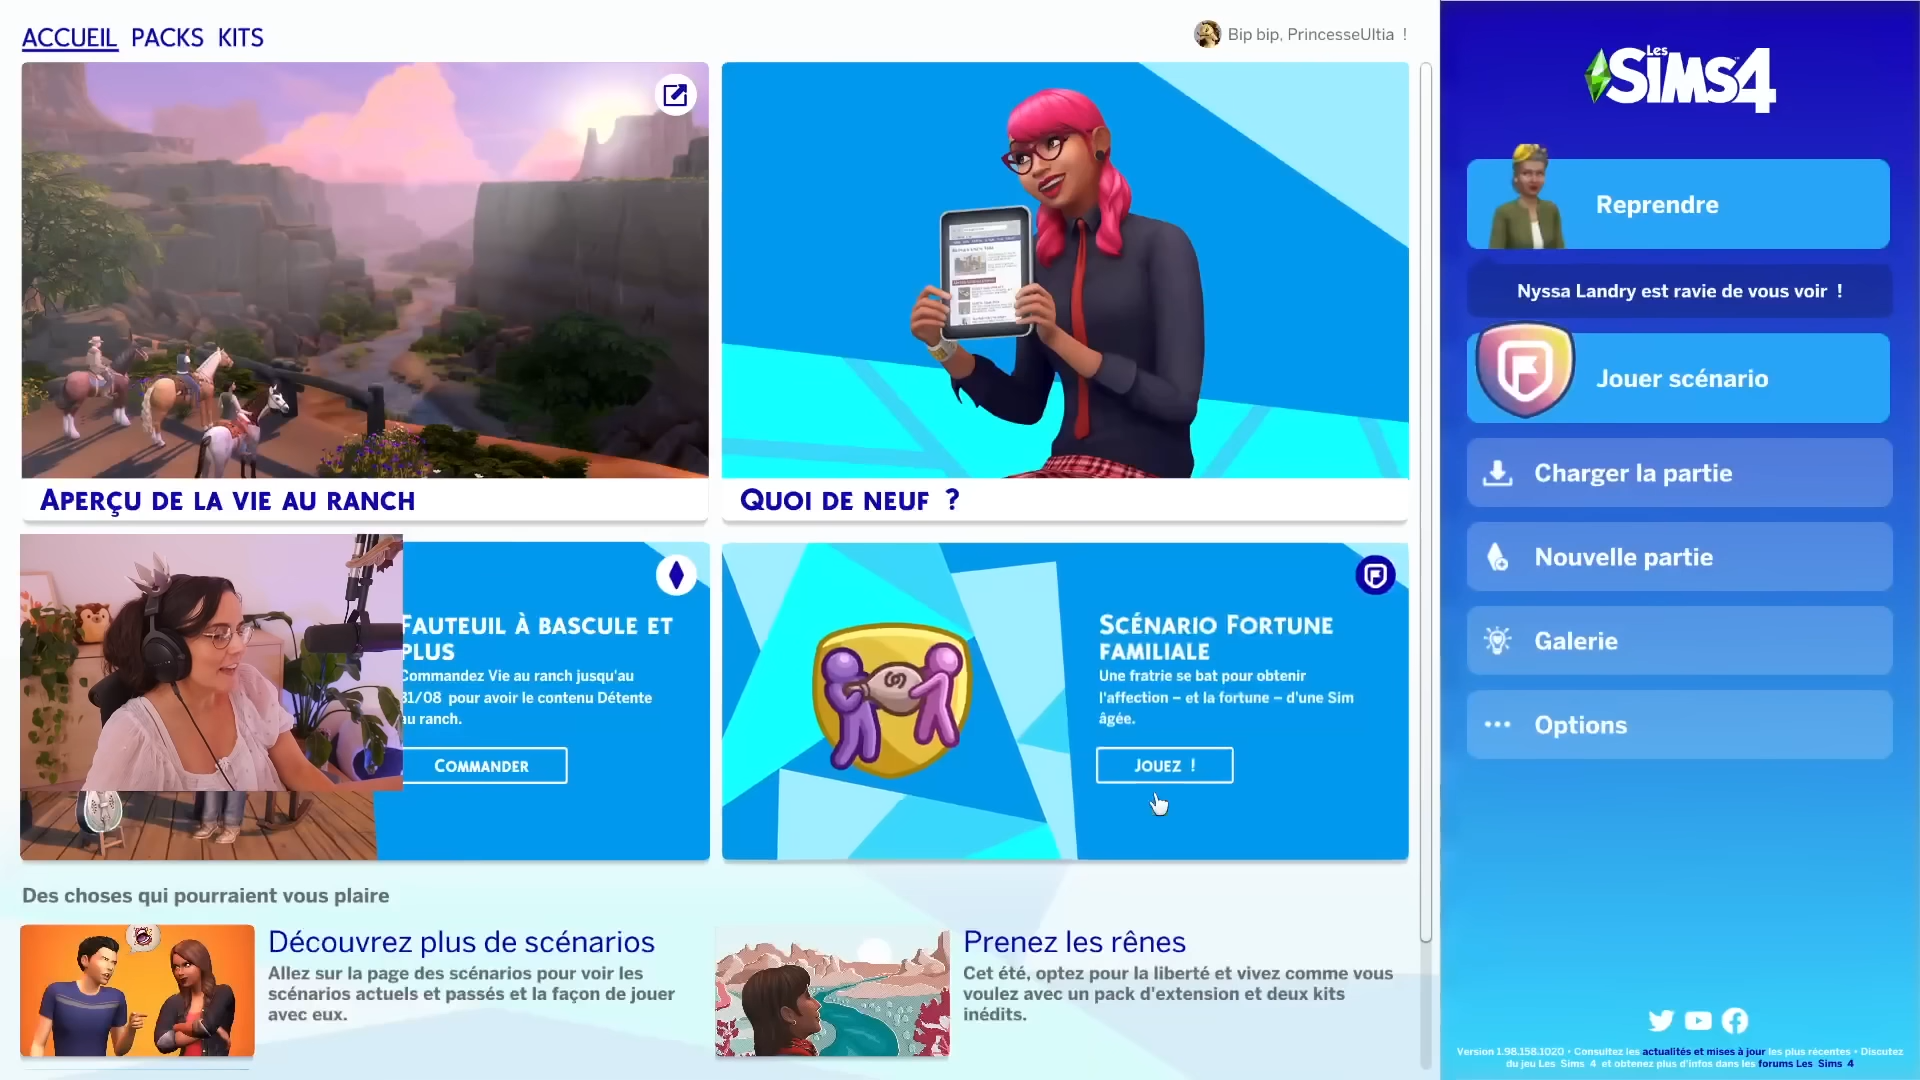 ACCUEIL PACKS KITS
Bip bip, PrincesseUltia !
APERÇU DE LA VIE AU RANCH
QUOI DE NEUF ?
FAUTEUIL À BASCULE ET
PLUS
Commandez Vie au ranch jusqu'au
31/08 pour avoir le contenu Détente
au ranch.
COMMANDER
SCÉNARIO FORTUNE
FAMILIALE
Une fratrie se bat pour obtenir
l'affection – et la fortune – d'une Sim
âgée.
JOUEZ !
Des choses qui pourraient vous plaire
Découvrez plus de scénarios
Allez sur la page des scénarios pour voir les
scénarios actuels et passés et la façon de jouer
avec eux.
Prenez les rênes
Cet été, optez pour la liberté et vivez comme vous
voulez avec un pack d'extension et deux kits
inédits.
Les
SIMS4
Reprendre
Nyssa Landry est ravie de vous voir !
Jouer scénario
Charger la partie
Nouvelle partie
Galerie
Options
Version 1.98.158.1020 • Consultez les actualités et mises à jour les plus récentes • Discutez
du jeu Les Sims 4 et obtenez plus d'infos dans les forums Les Sims 4